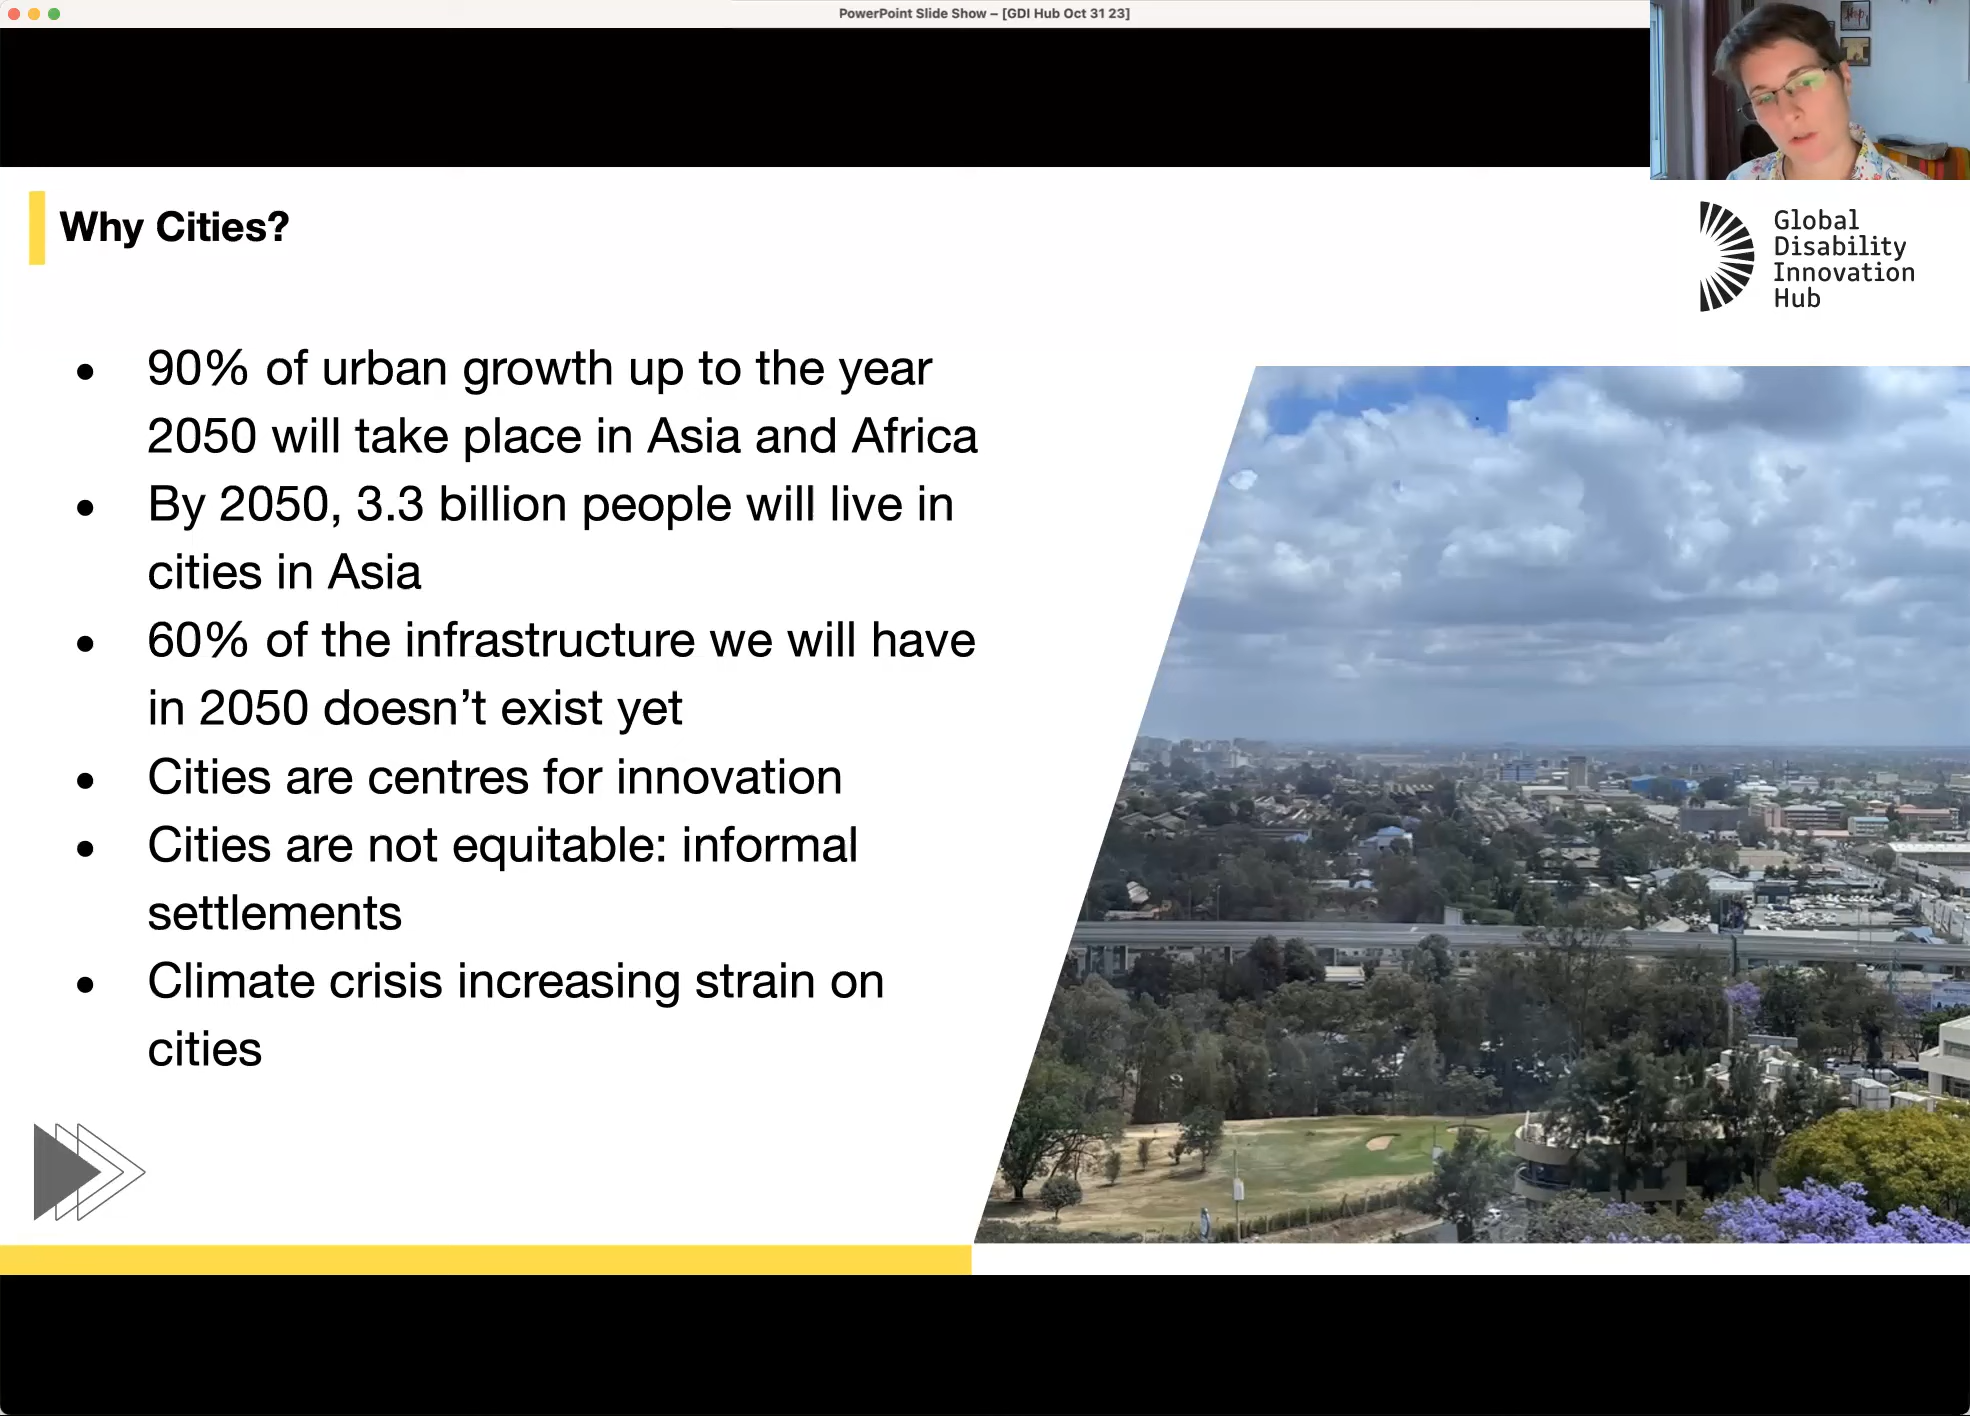 PowerPoint Slide Show – [GDI Hub Oct 31 23]
Why Cities?
Global
Disability
Innovation
Hub
• 90% of urban growth up to the year
2050 will take place in Asia and Africa
• By 2050, 3.3 billion people will live in
cities in Asia
• 60% of the infrastructure we will have
in 2050 doesn’t exist yet
• Cities are centres for innovation
• Cities are not equitable: informal
settlements
• Climate crisis increasing strain on
cities